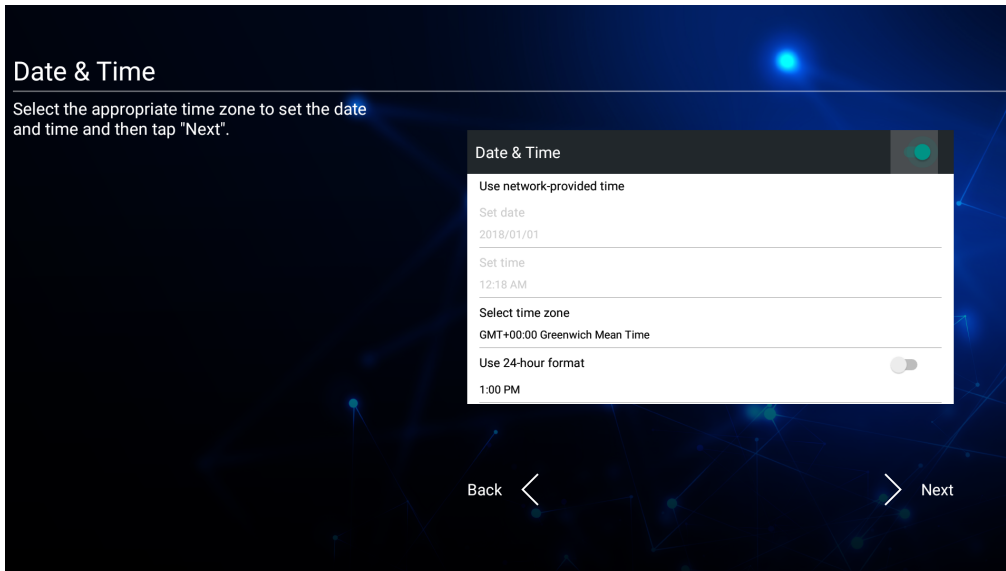 Date & Time
Select the appropriate time zone to set the date
and time and then tap "Next".
Date & Time
Use network-provided time
Set date
2018/01/01
Set time
12:18 AM
Select time zone
GMT+00:00 Greenwich Mean Time
Use 24-hour format
1:00 PM
Back
Next